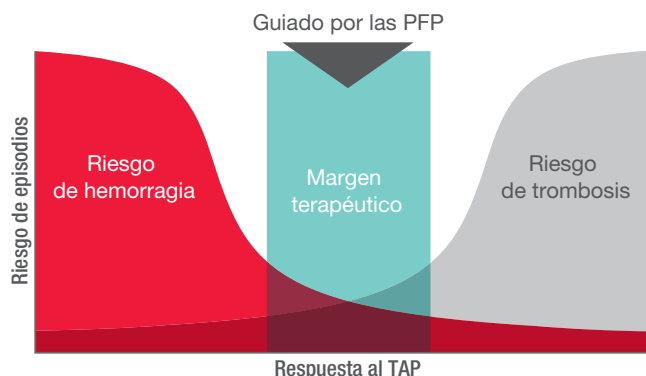 Guiado por las PFP
Riesgo de episodios
Riesgo
de hemorragia
Margen
terapéutico
Riesgo
de trombosis
Respuesta al TAP